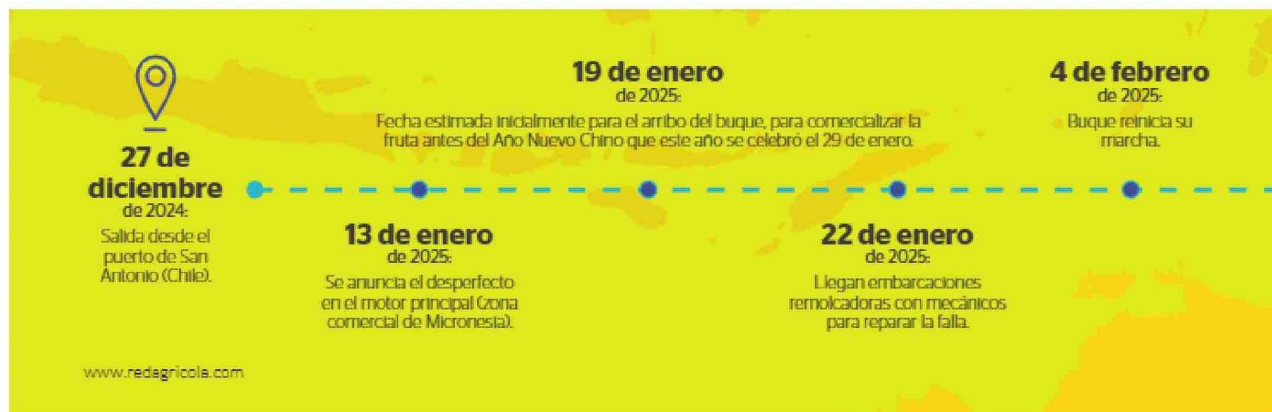 27 de
diciembre
de 2024:
Salida desde el
puerto de San
Antonio (Chile).
13 de enero
de 2025:
Se anuncia el desperfecto
en el motor principal (zona
comercial de Micronesia).
19 de enero
de 2025:
Fecha estimada inicialmente para el arribo del buque, para comercializar la
fruta antes del Año Nuevo Chino que este año se celebró el 29 de enero.
22 de enero
de 2025:
Llegan embarcaciones
remolcadoras con mecánicos
para reparar la falla.
4 de febrero
de 2025:
Buque reinicia su
marcha.
www.redagricola.com